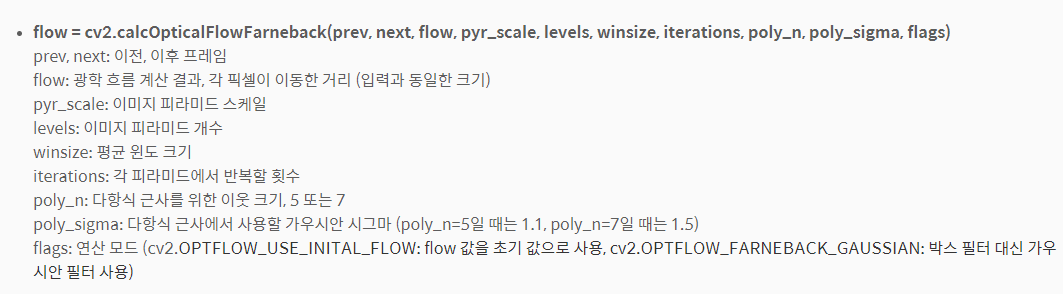 • flow = cv2.calcOpticalFlowFarneback(prev, next, flow, pyr_scale, levels, winsize, iterations, poly_n, poly_sigma, flags)
prev, next: 이전, 이후 프레임
flow: 광학 흐름 계산 결과, 각 픽셀이 이동한 거리 (입력과 동일한 크기)
pyr_scale: 이미지 피라미드 스케일
levels: 이미지 피라미드 개수
winsize: 평균 윈도 크기
iterations: 각 피라미드에서 반복할 횟수
poly_n: 다항식 근사를 위한 이웃 크기, 5 또는 7
poly_sigma: 다항식 근사에서 사용할 가우시안 시그마 (poly_n=5일 때는 1.1, poly_n=7일 때는 1.5)
flags: 연산 모드 (cv2.OPTFLOW_USE_INITAL_FLOW: flow 값을 초기 값으로 사용, cv2.OPTFLOW_FARNEBACK_GAUSSIAN: 박스 필터 대신 가우
시안 필터 사용)